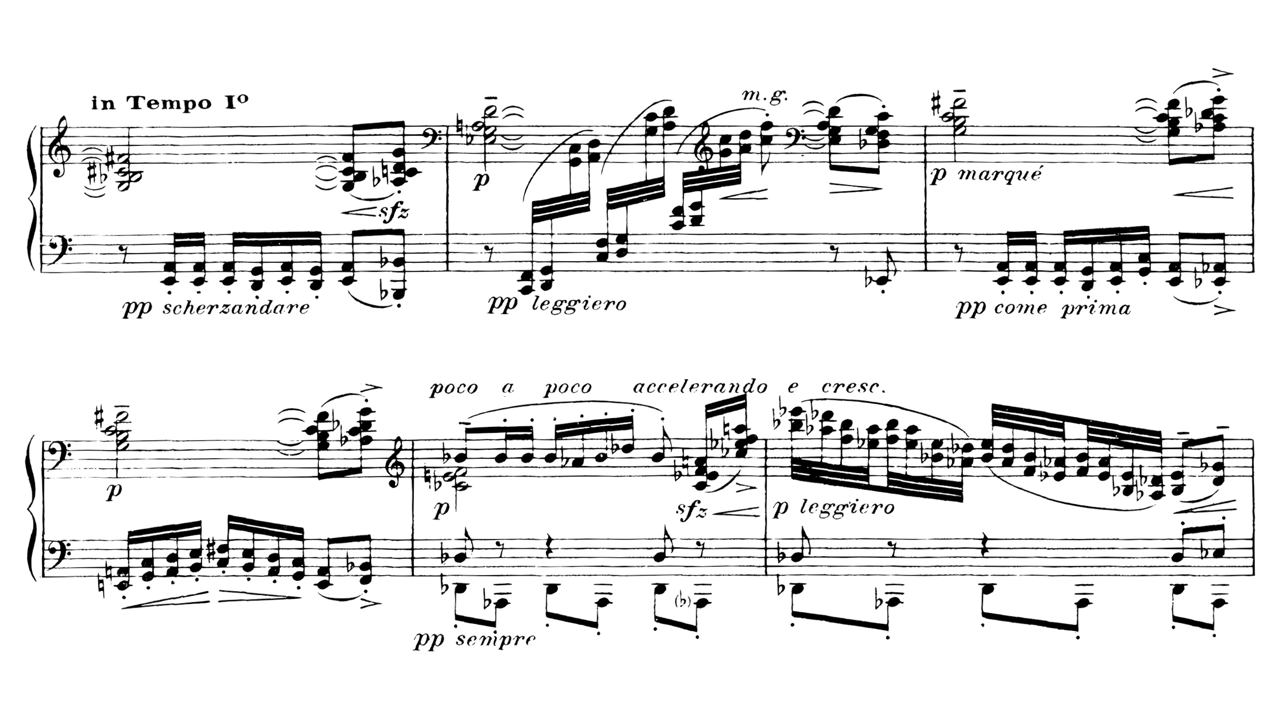 in Tempo Iº
m.g.
sfz p p marqué
pp scherzandare pp leggiero pp come prima
poco a poco accelerando e cresc.
p p sfz p leggiero
(b)
pp sempre